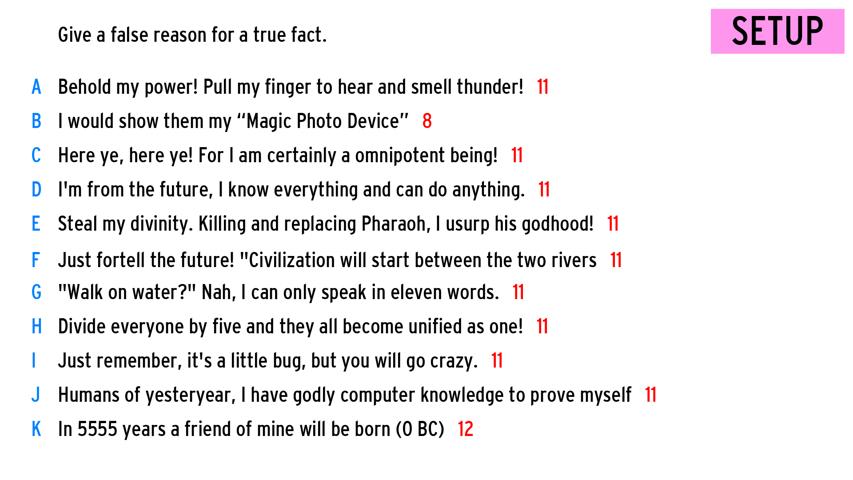 Give a false reason for a true fact.
SETUP
A Behold my power! Pull my finger to hear and smell thunder! 11
B I would show them my “Magic Photo Device” 8
C Here ye, here ye! For I am certainly a omnipotent being! 11
D I'm from the future, I know everything and can do anything. 11
E Steal my divinity. Killing and replacing Pharaoh, I usurp his godhood! 11
F Just fortell the future! "Civilization will start between the two rivers 11
G "Walk on water?" Nah, I can only speak in eleven words. 11
H Divide everyone by five and they all become unified as one! 11
I Just remember, it's a little bug, but you will go crazy. 11
J Humans of yesteryear, I have godly computer knowledge to prove myself 11
K In 5555 years a friend of mine will be born (0 BC) 12